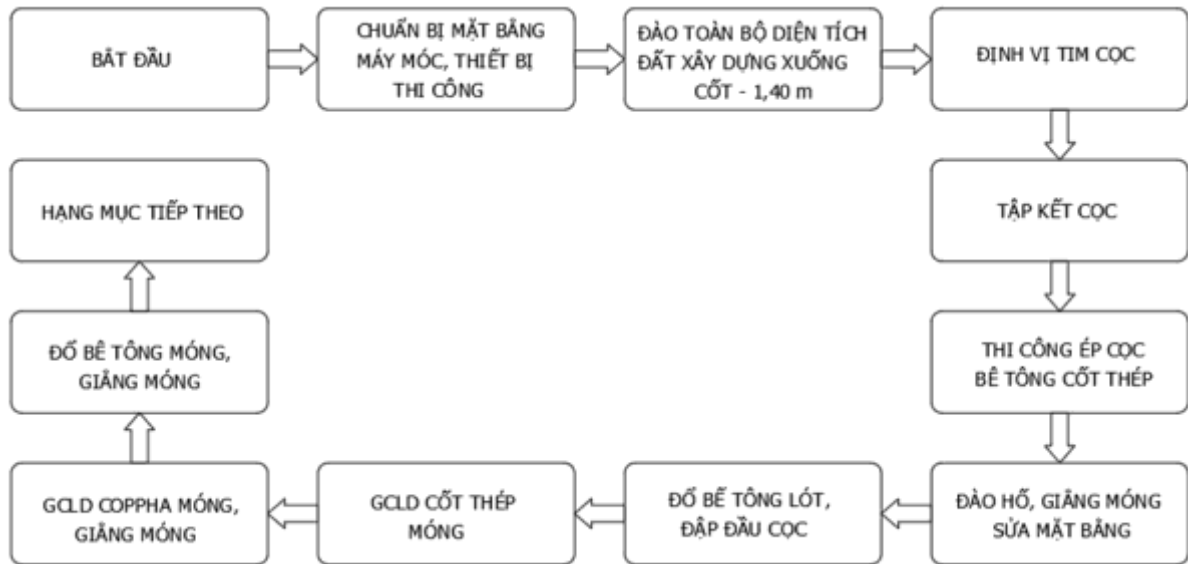 BẮT ĐẦU
CHUẨN BỊ MẶT BẰNG
MÁY MÓC, THIẾT BỊ
THI CÔNG
ĐÀO TOÀN BỘ DIỆN TÍCH
ĐẤT XÂY DỰNG XUỐNG
CỐT - 1,40 m
ĐỊNH VỊ TIM CỌC
TẬP KẾT CỌC
THI CÔNG ÉP CỌC
BÊ TÔNG CỐT THÉP
ĐÀO HỐ, GIẰNG MÓNG
SỬA MẶT BẰNG
ĐỔ BÊ TÔNG LÓT,
ĐẬP ĐẦU CỌC
GCLD CỐT THÉP
MÓNG
GCLD COPPHA MÓNG,
GIẰNG MÓNG
ĐỔ BÊ TÔNG MÓNG,
GIẰNG MÓNG
HẠNG MỤC TIẾP THEO